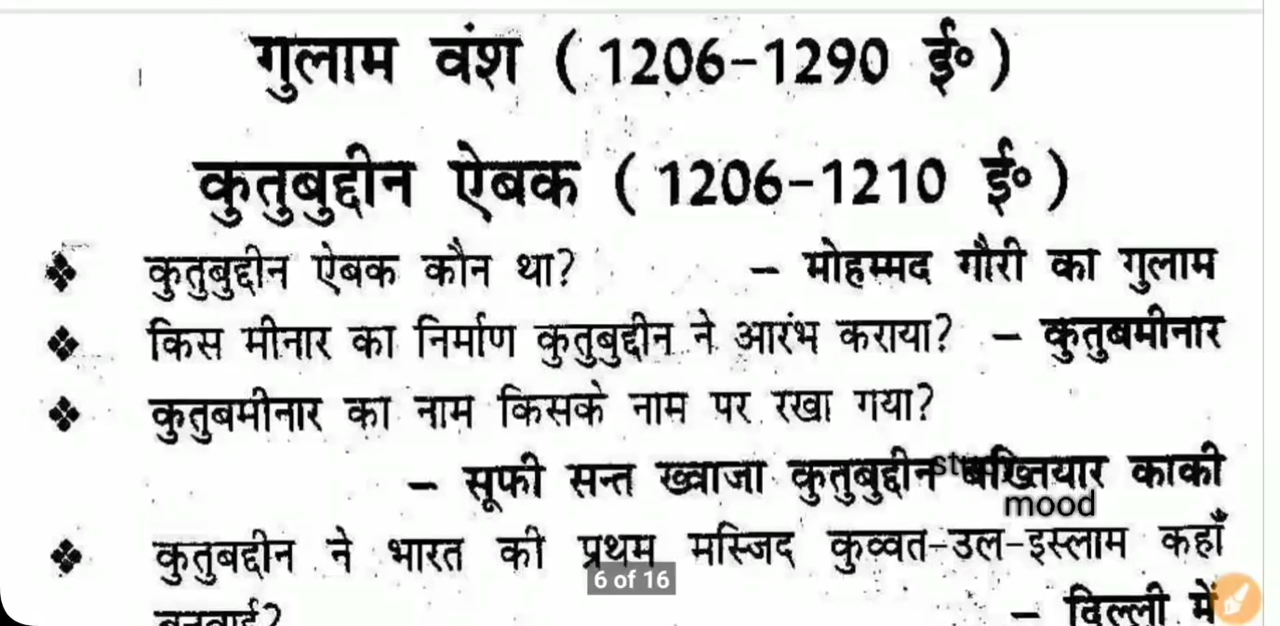 गुलाम वंश ( 1206-1290 ई॰ )
कुतुबुद्दीन ऐबक ( 1206-1210 ई॰ )
❖ कुतुबुद्दीन ऐबक कौन था? – मोहम्मद गौरी का गुलाम
❖ किस मीनार का निर्माण कुतुबुद्दीन ने आरंभ कराया? – कुतुबमीनार
❖ कुतुबमीनार का नाम किसके नाम पर रखा गया?
– सूफी सन्त ख्वाजा कुतुबुद्दीन बख्तियार काकी
mood
❖ कुतुबद्दीन ने भारत की प्रथम मस्जिद कुव्वत-उल-इस्लाम कहाँ
6 of 16
बनवाई? – दिल्ली में